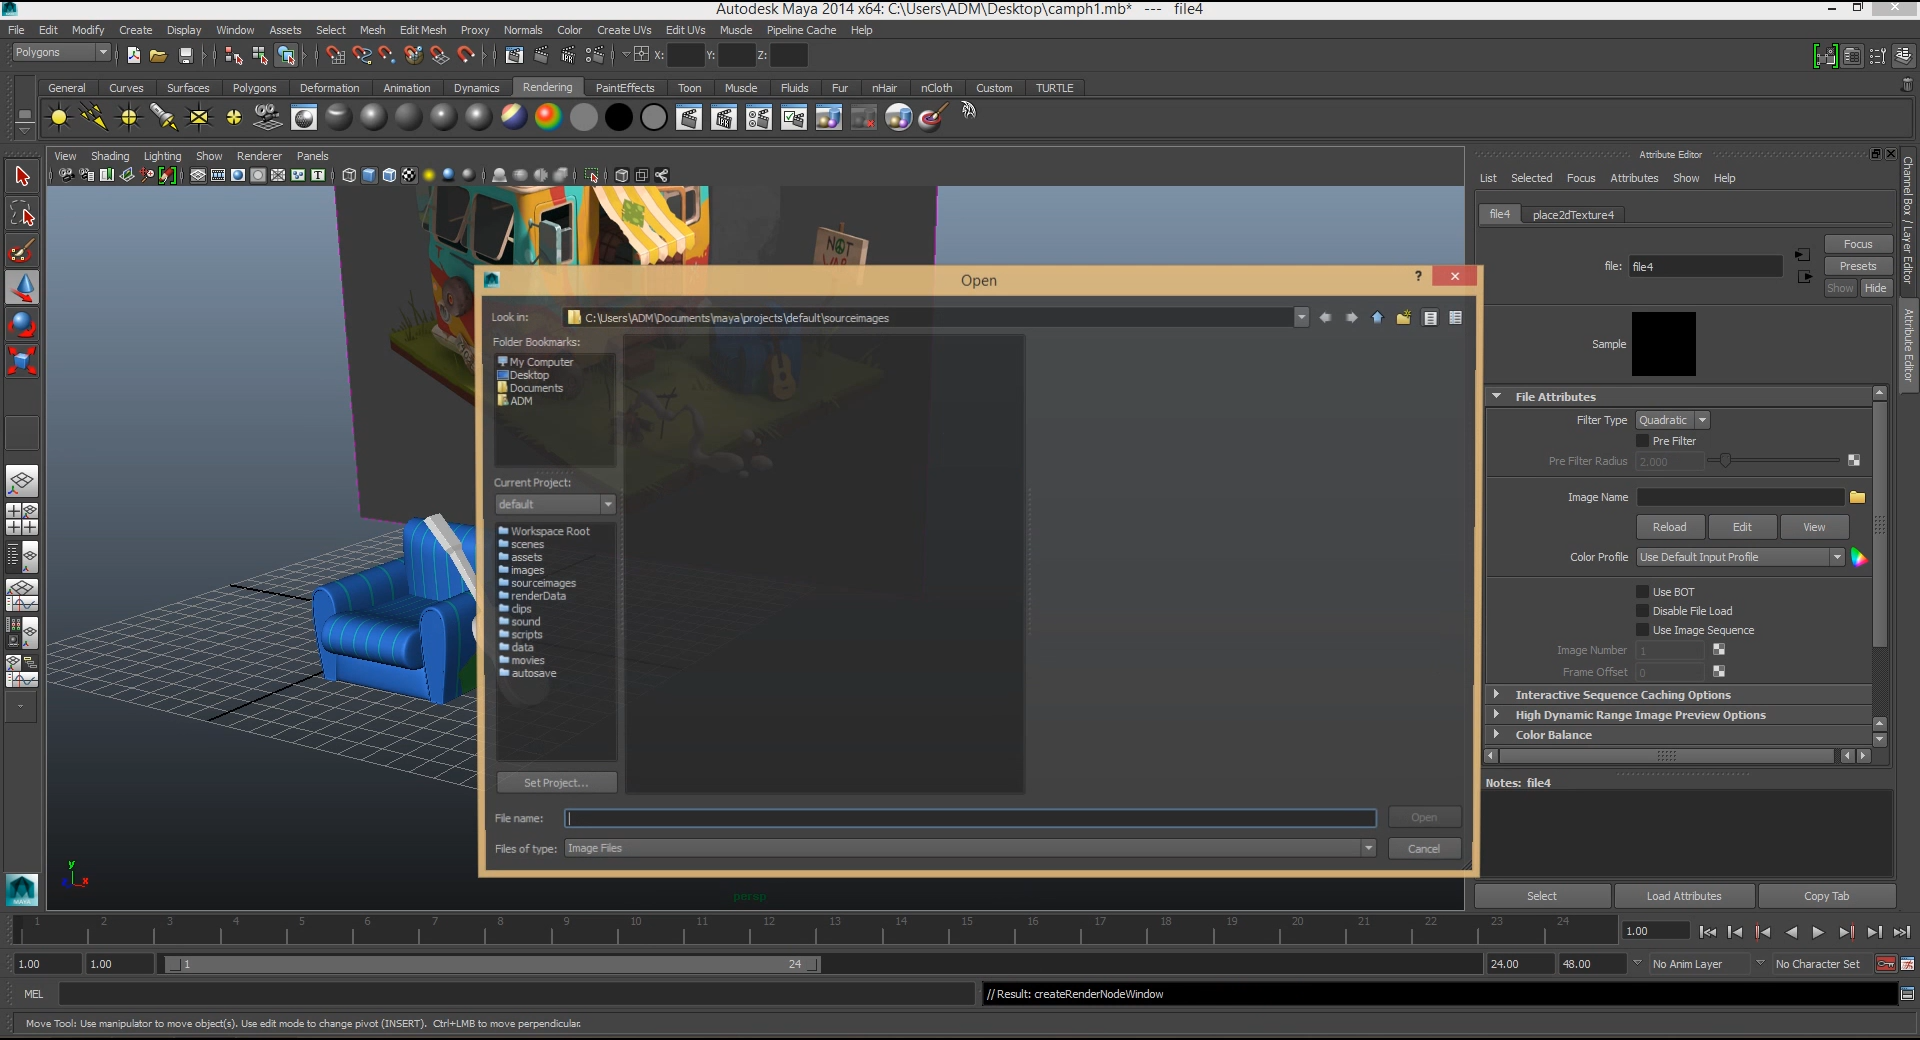 Autodesk Maya 2014 x64: C:\Users\ADM\Desktop\camph1.mb* --- file4
File Edit Modify Create Display Window Assets Select Mesh Edit Mesh Proxy Normals Color Create UVs Edit UVs Muscle Pipeline Cache Help
Polygons
X: Y: Z:
General Curves Surfaces Polygons Deformation Animation Dynamics Rendering PaintEffects Toon Muscle Fluids Fur nHair nCloth Custom TURTLE
View Shading Lighting Show Renderer Panels
Attribute Editor
List Selected Focus Attributes Show Help
file4 place2dTexture4
Focus
file: file4
Presets
Show Hide
Sample
File Attributes
Filter Type Quadratic
Pre Filter
Pre Filter Radius 2.000
Image Name
Reload Edit View
Color Profile Use Default Input Profile
Use BOT
Disable File Load
Use Image Sequence
Image Number 1
Frame Offset 0
Interactive Sequence Caching Options
High Dynamic Range Image Preview Options
Color Balance
Notes: file4
Select Load Attributes Copy Tab
Channel Box / Layer Editor
Attribute Editor
NOT
WAR
Open
?
Look in: C:\Users\ADM\Documents\maya\projects\default\sourceimages
Folder Bookmarks:
My Computer
Desktop
Documents
ADM
Current Project:
default
Workspace Root
scenes
assets
images
sourceimages
renderData
clips
sound
scripts
data
movies
autosave
Set Project...
File name:
Open
Files of type: Image Files
Cancel
y
x
persp
MAYA
1 2 3 4 5 6 7 8 9 10 11 12 13 14 15 16 17 18 19 20 21 22 23 24
1.00
1.00 1.00 1 24 24.00 48.00 No Anim Layer No Character Set
MEL
// Result: createRenderNodeWindow
Move Tool: Use manipulator to move object(s). Use edit mode to change pivot (INSERT). Ctrl+LMB to move perpendicular.